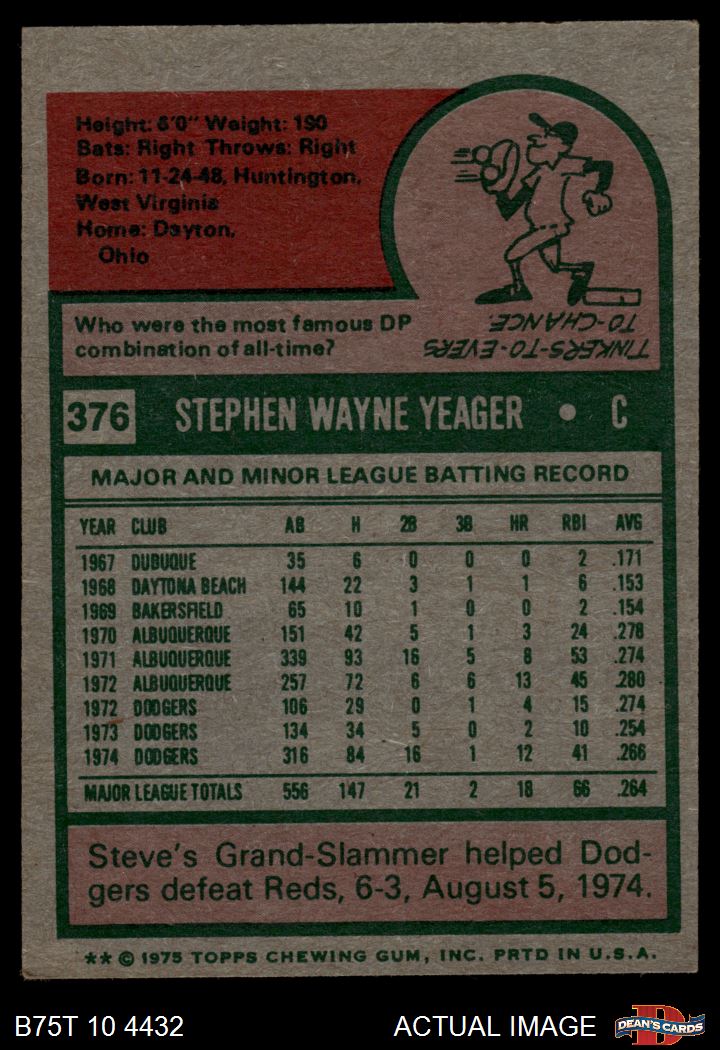 Height: 6'0" Weight: 190
Bats: Right Throws: Right
Born: 11-24-48, Huntington,
West Virginia
Home: Dayton,
Ohio
Who were the most famous DP
combination of all-time?
TINKERS-TO-EVERS
TO-CHANCE.
376 STEPHEN WAYNE YEAGER • C
MAJOR AND MINOR LEAGUE BATTING RECORD
YEAR CLUB AB H 2B 3B HR RBI AVG
1967 DUBUQUE 35 6 0 0 0 2 .171
1968 DAYTONA BEACH 144 22 3 1 1 6 .153
1969 BAKERSFIELD 65 10 1 0 0 2 .154
1970 ALBUQUERQUE 151 42 5 1 3 24 .278
1971 ALBUQUERQUE 339 93 16 5 8 53 .274
1972 ALBUQUERQUE 257 72 6 6 13 45 .280
1972 DODGERS 106 29 0 1 4 15 .274
1973 DODGERS 134 34 5 0 2 10 .254
1974 DODGERS 316 84 16 1 12 41 .266
MAJOR LEAGUE TOTALS 556 147 21 2 18 66 .264
Steve's Grand-Slammer helped Dod-
gers defeat Reds, 6-3, August 5, 1974.
** © 1975 TOPPS CHEWING GUM, INC. PRTD IN U.S.A.
B75T 10 4432 ACTUAL IMAGE
D
DEAN'S CARDS